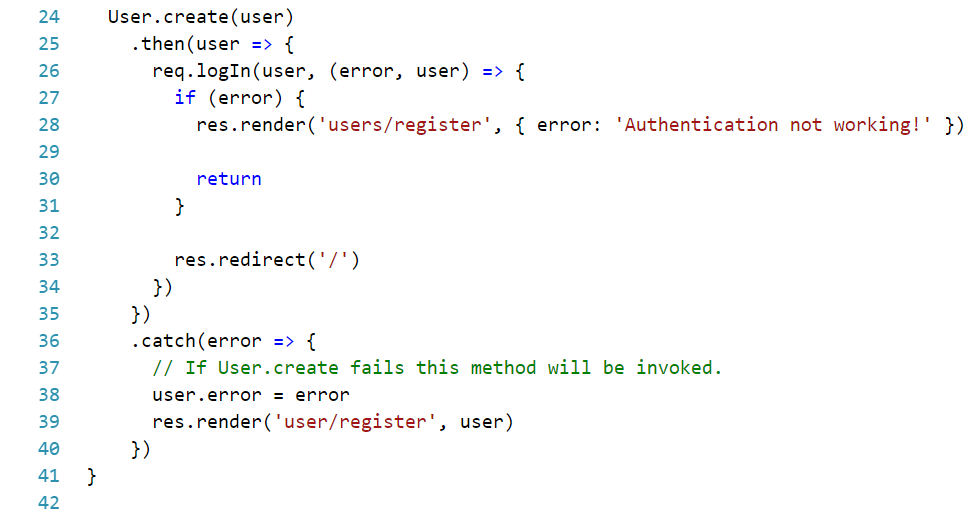 24 User.create(user)
25 .then(user => {
26 req.logIn(user, (error, user) => {
27 if (error) {
28 res.render('users/register', { error: 'Authentication not working!' })
29
30 return
31 }
32
33 res.redirect('/')
34 })
35 })
36 .catch(error => {
37 // If User.create fails this method will be invoked.
38 user.error = error
39 res.render('user/register', user)
40 })
41 }
42